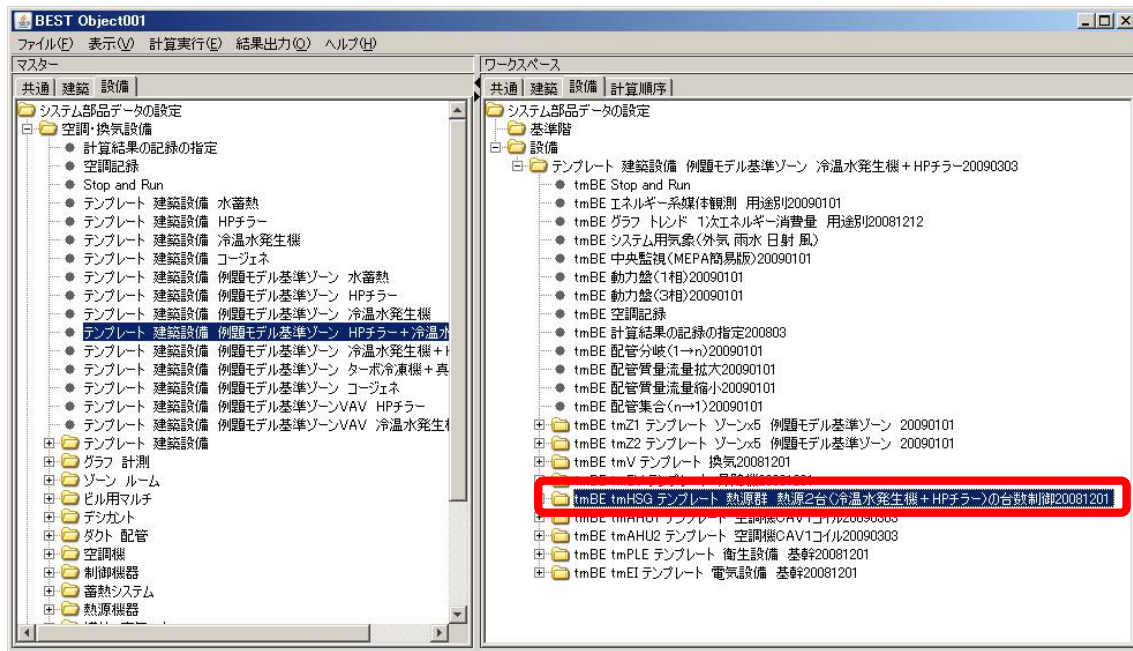 BEST Object001
ファイル(F) 表示(V) 計算実行(E) 結果出力(O) ヘルプ(H)
マスター
共通 建築 設備
システム部品データの設定
空調・換気設備
計算結果の記録の指定
空調記録
Stop and Run
テンプレート 建築設備 水蓄熱
テンプレート 建築設備 HPチラー
テンプレート 建築設備 冷温水発生機
テンプレート 建築設備 コージェネ
テンプレート 建築設備 例題モデル基準ゾーン 水蓄熱
テンプレート 建築設備 例題モデル基準ゾーン HPチラー
テンプレート 建築設備 例題モデル基準ゾーン 冷温水発生機
テンプレート 建築設備 例題モデル基準ゾーン HPチラー+冷温水
テンプレート 建築設備 例題モデル基準ゾーン 冷温水発生機+H
テンプレート 建築設備 例題モデル基準ゾーン ターボ冷凍機+真
テンプレート 建築設備 例題モデル基準ゾーン コージェネ
テンプレート 建築設備 例題モデル基準ゾーンVAV HPチラー
テンプレート 建築設備 例題モデル基準ゾーンVAV 冷温水発生機
テンプレート 建築設備
グラフ 計測
ゾーン ルーム
ビル用マルチ
デシカント
ダクト 配管
空調機
制御機器
蓄熱システム
熱源機器
ワークスペース
共通 建築 設備 計算順序
システム部品データの設定
基準階
設備
テンプレート 建築設備 例題モデル基準ゾーン 冷温水発生機+HPチラー20090303
tmBE Stop and Run
tmBE エネルギー系媒体観測 用途別20090101
tmBE グラフ トレンド 1次エネルギー消費量 用途別20081212
tmBE システム用気象(外気 雨水 日射 風)
tmBE 中央監視(MEPA簡易版)20090101
tmBE 動力盤(1相)20090101
tmBE 動力盤(3相)20090101
tmBE 空調記録
tmBE 計算結果の記録の指定200803
tmBE 配管分岐(1→n)20090101
tmBE 配管質量流量拡大20090101
tmBE 配管質量流量縮小20090101
tmBE 配管集合(n→1)20090101
tmBE tmZ1 テンプレート ゾーンx5 例題モデル基準ゾーン 20090101
tmBE tmZ2 テンプレート ゾーンx5 例題モデル基準ゾーン 20090101
tmBE tmV テンプレート 換気20081201
tmBE tmHSG テンプレート 熱源群 熱源2台(冷温水発生機+HPチラー)の台数制御20081201
tmBE tmAHU1 テンプレート 空調機CAV1コイル20090303
tmBE tmAHU2 テンプレート 空調機CAV1コイル20090303
tmBE tmPLE テンプレート 衛生設備 基幹20081201
tmBE tmEI テンプレート 電気設備 基幹20081201